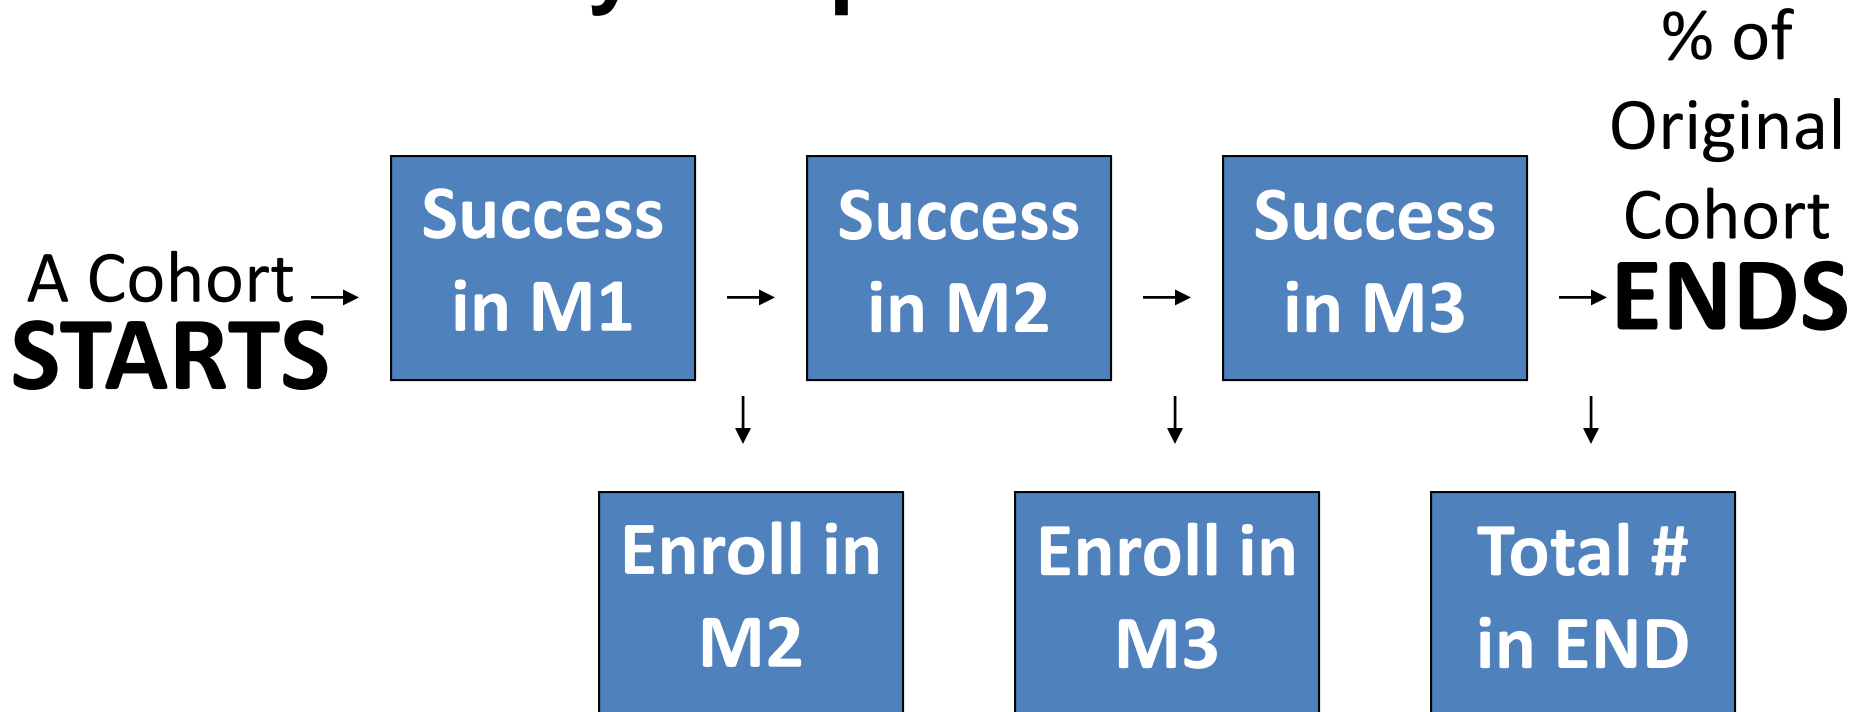 % of
Original
Cohort
ENDS
A Cohort
STARTS
Success
in M1
Success
in M2
Success
in M3
Enroll in
M2
Enroll in
M3
Total #
in END